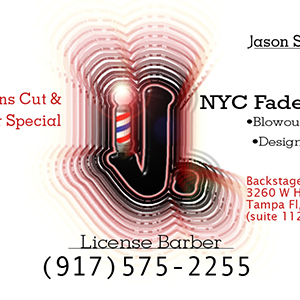 Jason S
ns Cut &
Special
J.
NYC Fade
•Blowou
•Design
Backstage
3260 W H
Tampa Fl,
(suite 112
License Barber
(917)575-2255